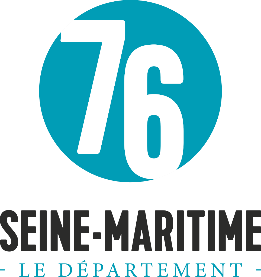 76
SEINE-MARITIME
- LE DÉPARTEMENT -